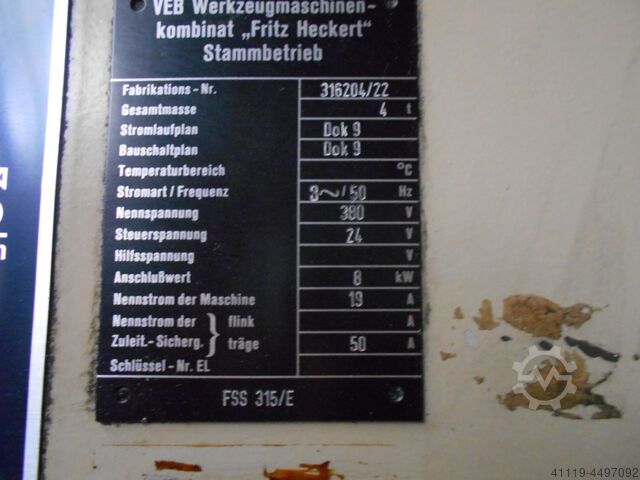 VEB Werkzeugmaschinen-
kombinat „Fritz Heckert"
Stammbetrieb
Fabrikations-Nr. 316204/22
Gesamtmasse 4 t
Stromlaufplan Dok 9
Bauschaltplan Dok 9
Temperaturbereich °C
Stromart/Frequenz 3~/50 Hz
Nennspannung 380 V
Steuerspannung 24 V
Hilfsspannung V
Anschlußwert 8 kW
Nennstrom der Maschine 19 A
Nennstrom der } flink A
Zuleit.-Sicherg. } träge 50 A
Schlüssel-Nr. EL
FSS 315/E
41119-4497092